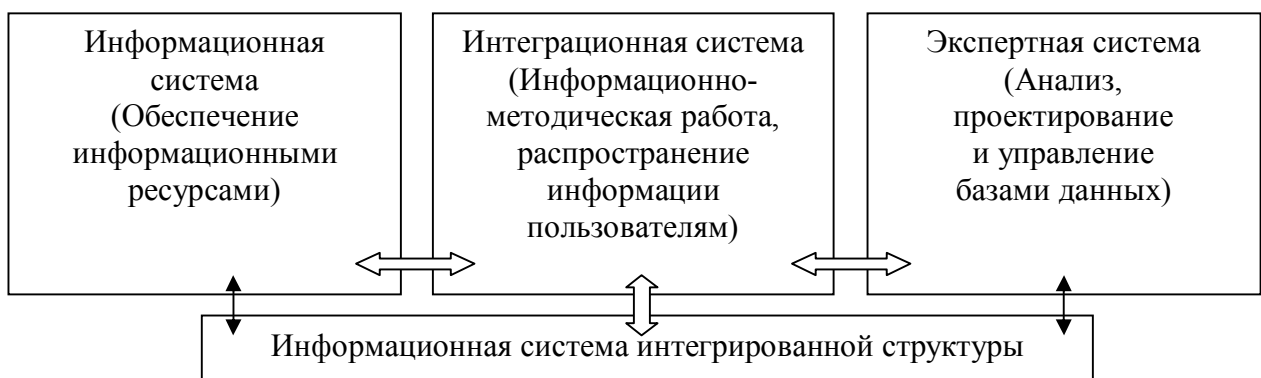 Информационная
система
(Обеспечение
информационными
ресурсами)
Интеграционная система
(Информационно-
методическая работа,
распространение
информации
пользователям)
Экспертная система
(Анализ,
проектирование
и управление
базами данных)
Информационная система интегрированной структуры